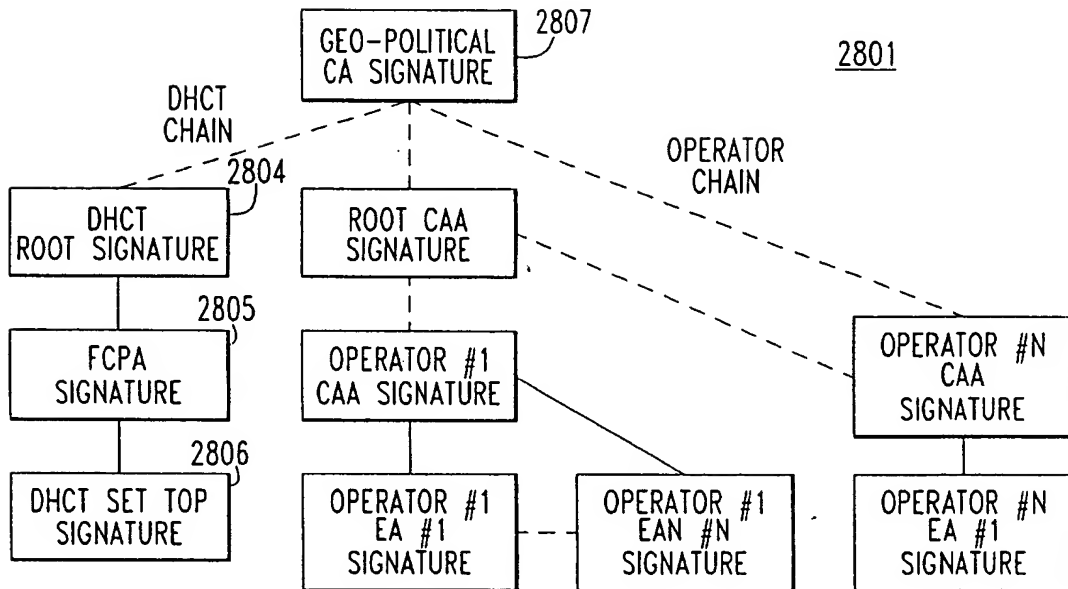 GEO-POLITICAL
CA SIGNATURE
2807
2801
DHCT
CHAIN
OPERATOR
CHAIN
2804
DHCT
ROOT SIGNATURE
ROOT CAA
SIGNATURE
2805
FCPA
SIGNATURE
OPERATOR #1
CAA SIGNATURE
OPERATOR #N
CAA
SIGNATURE
2806
DHCT SET TOP
SIGNATURE
OPERATOR #1
EA #1
SIGNATURE
OPERATOR #1
EAN #N
SIGNATURE
OPERATOR #N
EA #1
SIGNATURE